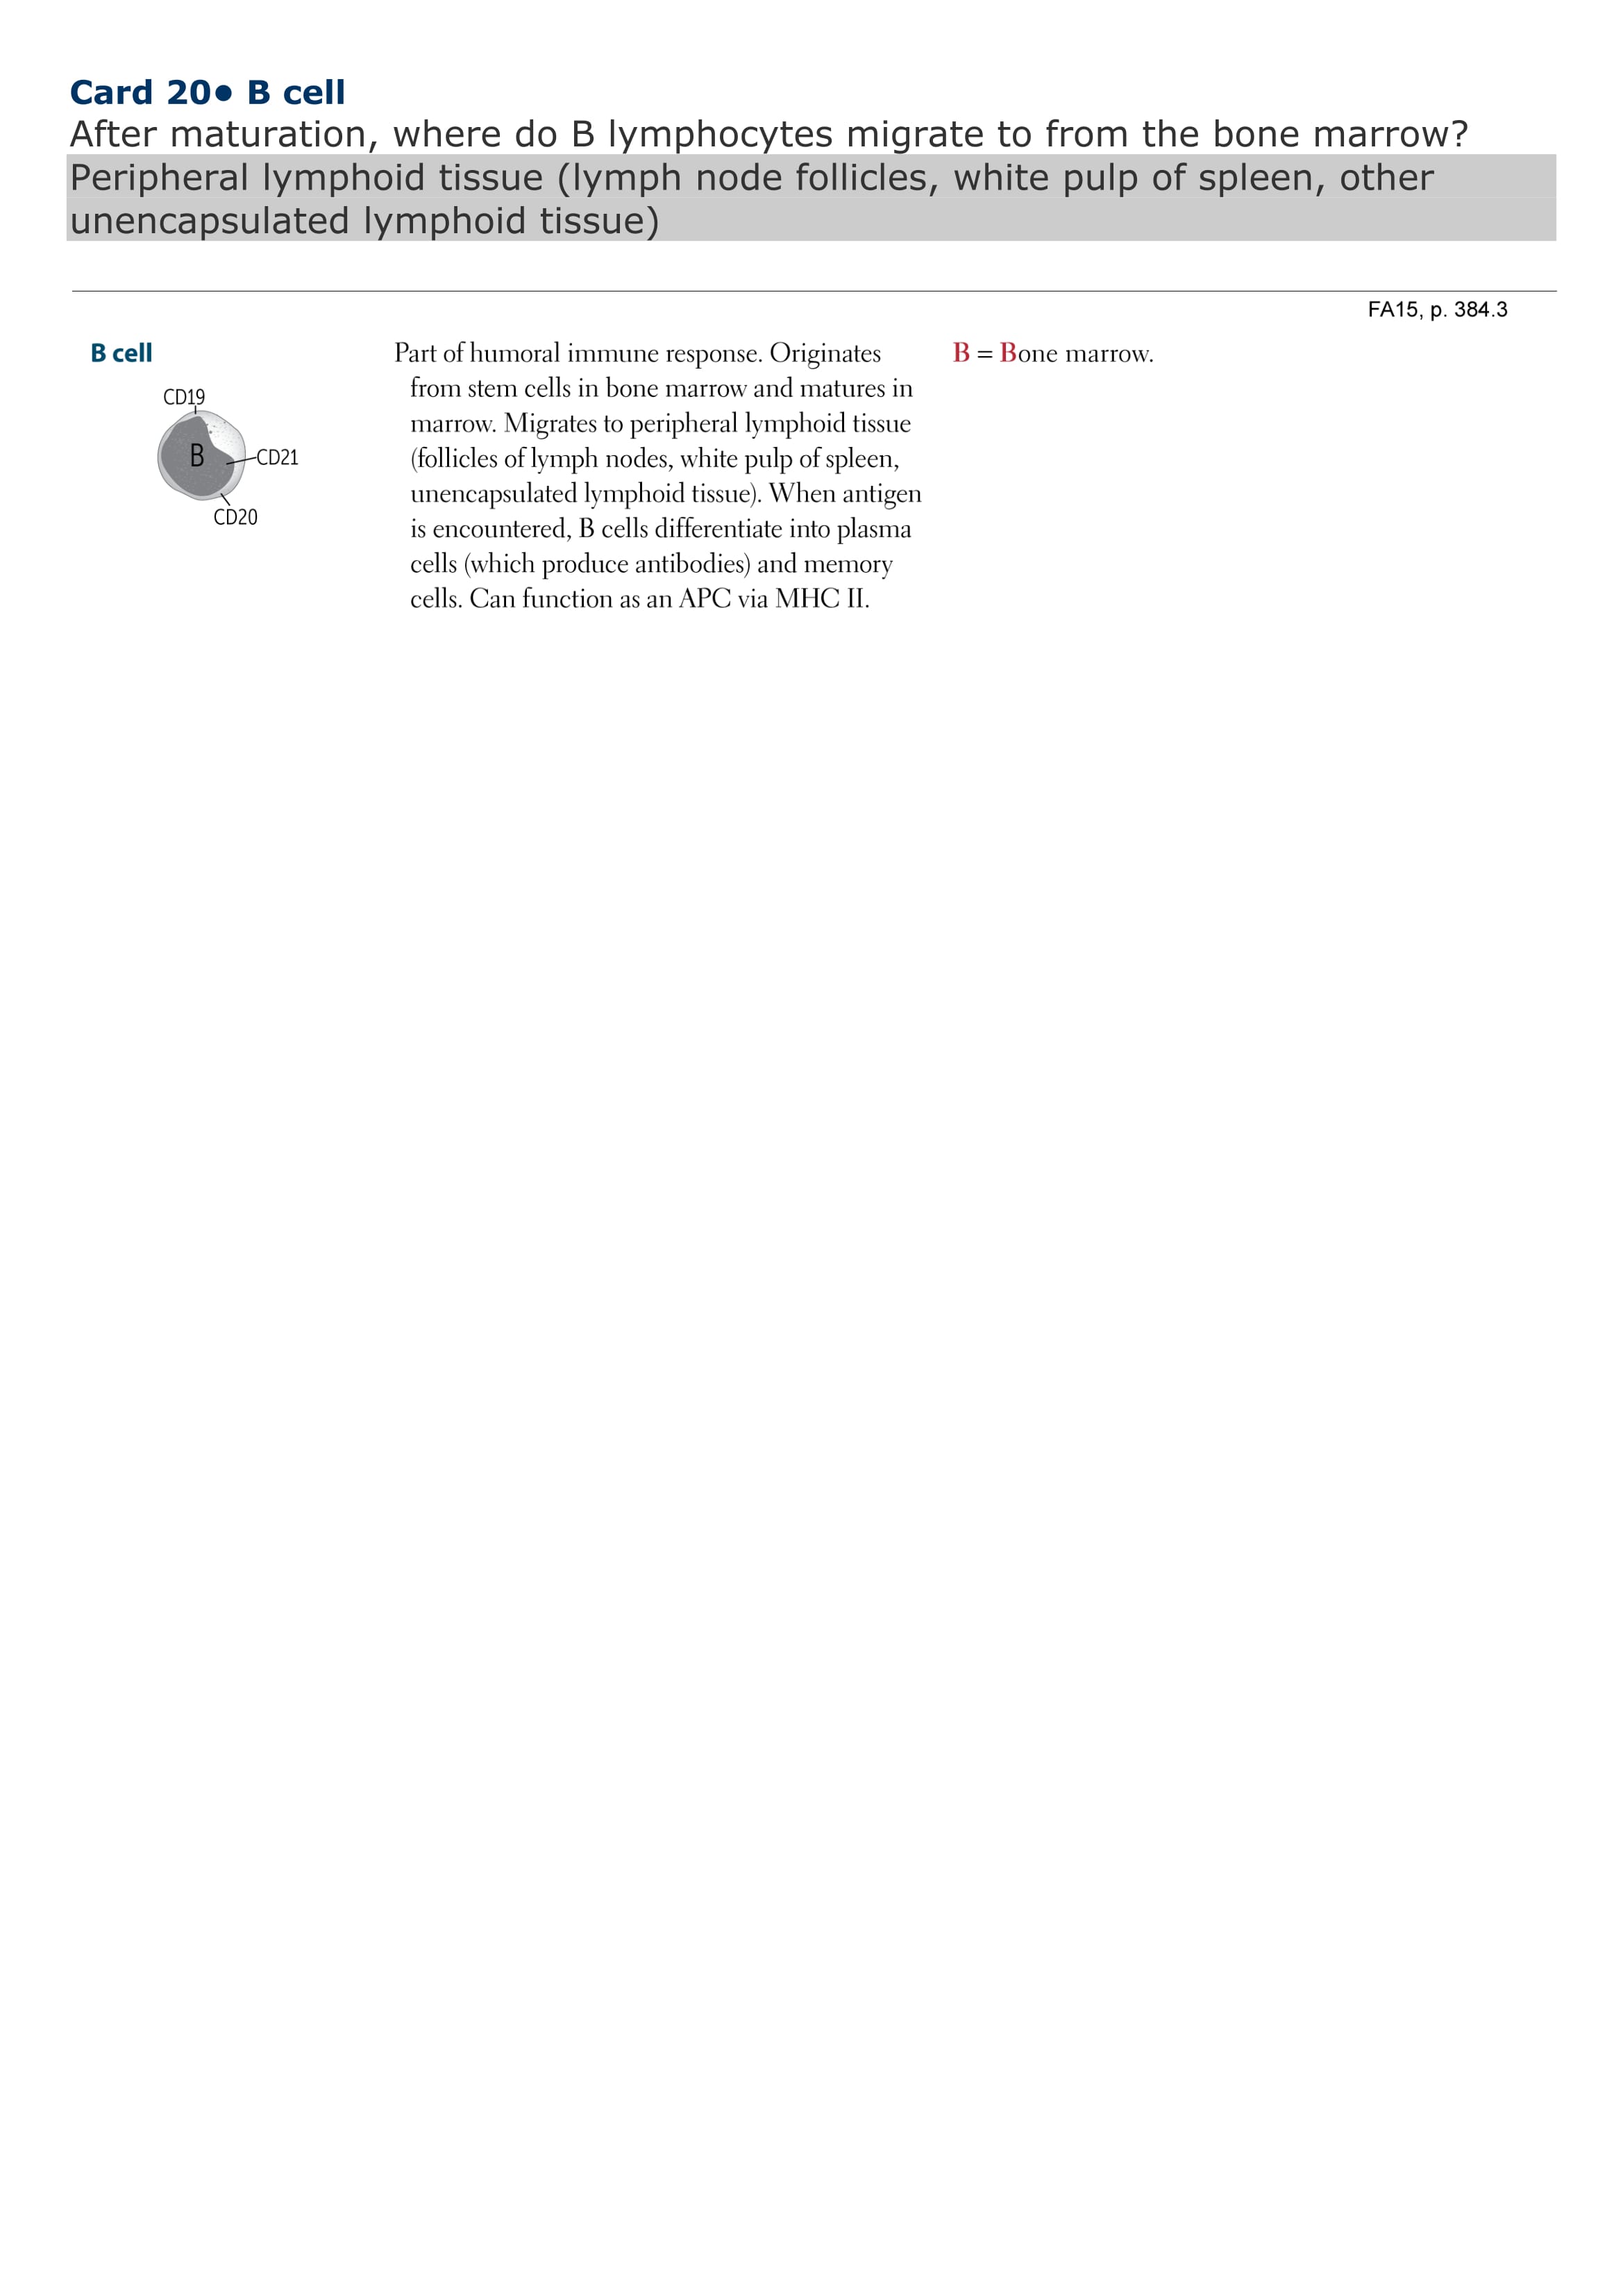 Card 20● B cell
After maturation, where do B lymphocytes migrate to from the bone marrow?
Peripheral lymphoid tissue (lymph node follicles, white pulp of spleen, other
unencapsulated lymphoid tissue)
FA15, p. 384.3
B cell
CD19
B
CD21
CD20
Part of humoral immune response. Originates
from stem cells in bone marrow and matures in
marrow. Migrates to peripheral lymphoid tissue
(follicles of lymph nodes, white pulp of spleen,
unencapsulated lymphoid tissue). When antigen
is encountered, B cells differentiate into plasma
cells (which produce antibodies) and memory
cells. Can function as an APC via MHC II.
B = Bone marrow.